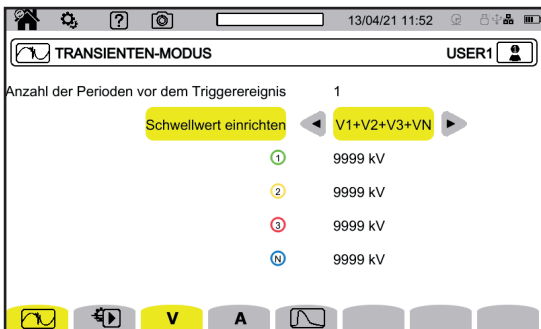 ? 13/04/21 11:52
TRANSIENTEN-MODUS USER1
Anzahl der Perioden vor dem Triggerereignis 1
Schwellwert einrichten V1+V2+V3+VN
1 9999 kV
2 9999 kV
3 9999 kV
N 9999 kV
V A